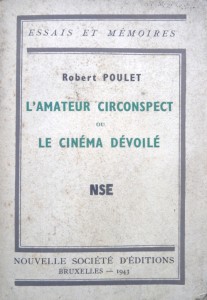 ESSAIS ET MÉMOIRES
Robert POULET
L'AMATEUR CIRCONSPECT
OU
LE CINÉMA DÉVOILÉ
NSE
NOUVELLE SOCIÉTÉ D'ÉDITIONS
BRUXELLES — 1943